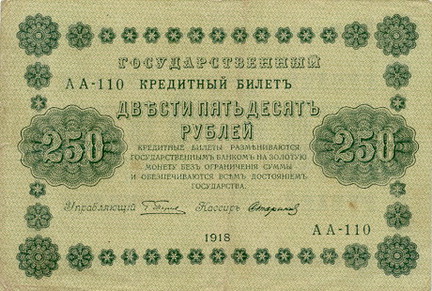 ГОСУДАРСТВЕННЫЙ
АА-110 КРЕДИТНЫЙ БИЛЕТЪ
ДВѢСТИ ПЯТЬДЕСЯТЪ
РУБЛЕЙ
250 250
КРЕДИТНЫЕ БИЛЕТЫ РАЗМѢНИВАЮТСЯ
ГОСУДАРСТВЕННЫМЪ БАНКОМЪ НА ЗОЛОТУЮ
МОНЕТУ БЕЗЪ ОГРАНИЧЕНІЯ СУММЫ
И ОБЕЗПЕЧИВАЮТСЯ ВСѢМЪ ДОСТОЯНІЕМЪ
ГОСУДАРСТВА.
Управляющій Кассиръ
1918
АА-110